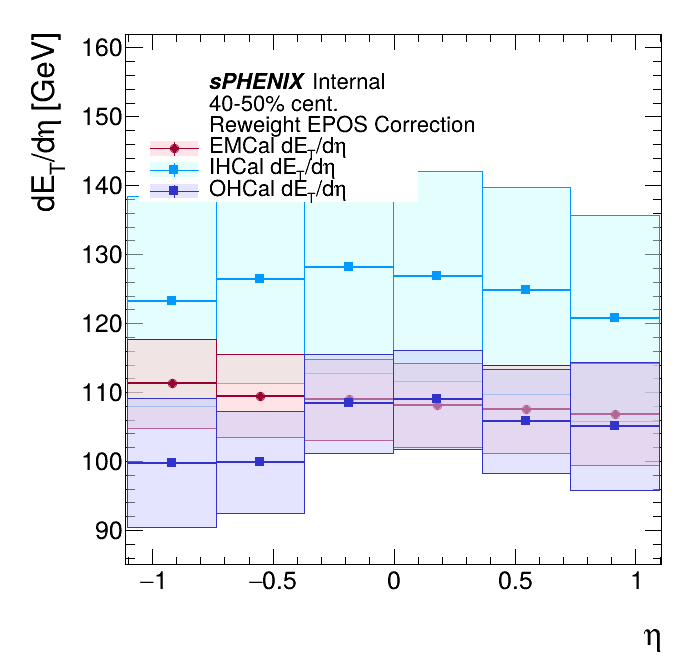 dE_T/dη [GeV]
160
150
140
130
120
110
100
90
sPHENIX Internal
40-50% cent.
Reweight EPOS Correction
EMCal dE_T/dη
IHCal dE_T/dη
OHCal dE_T/dη
−1 −0.5 0 0.5 1
η